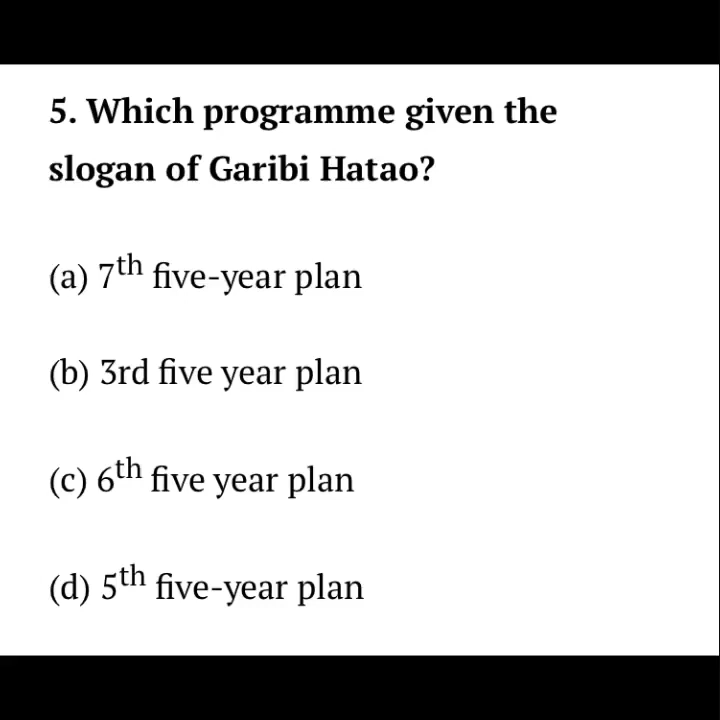 5. Which programme given the
slogan of Garibi Hatao?
(a) 7th five-year plan
(b) 3rd five year plan
(c) 6th five year plan
(d) 5th five-year plan